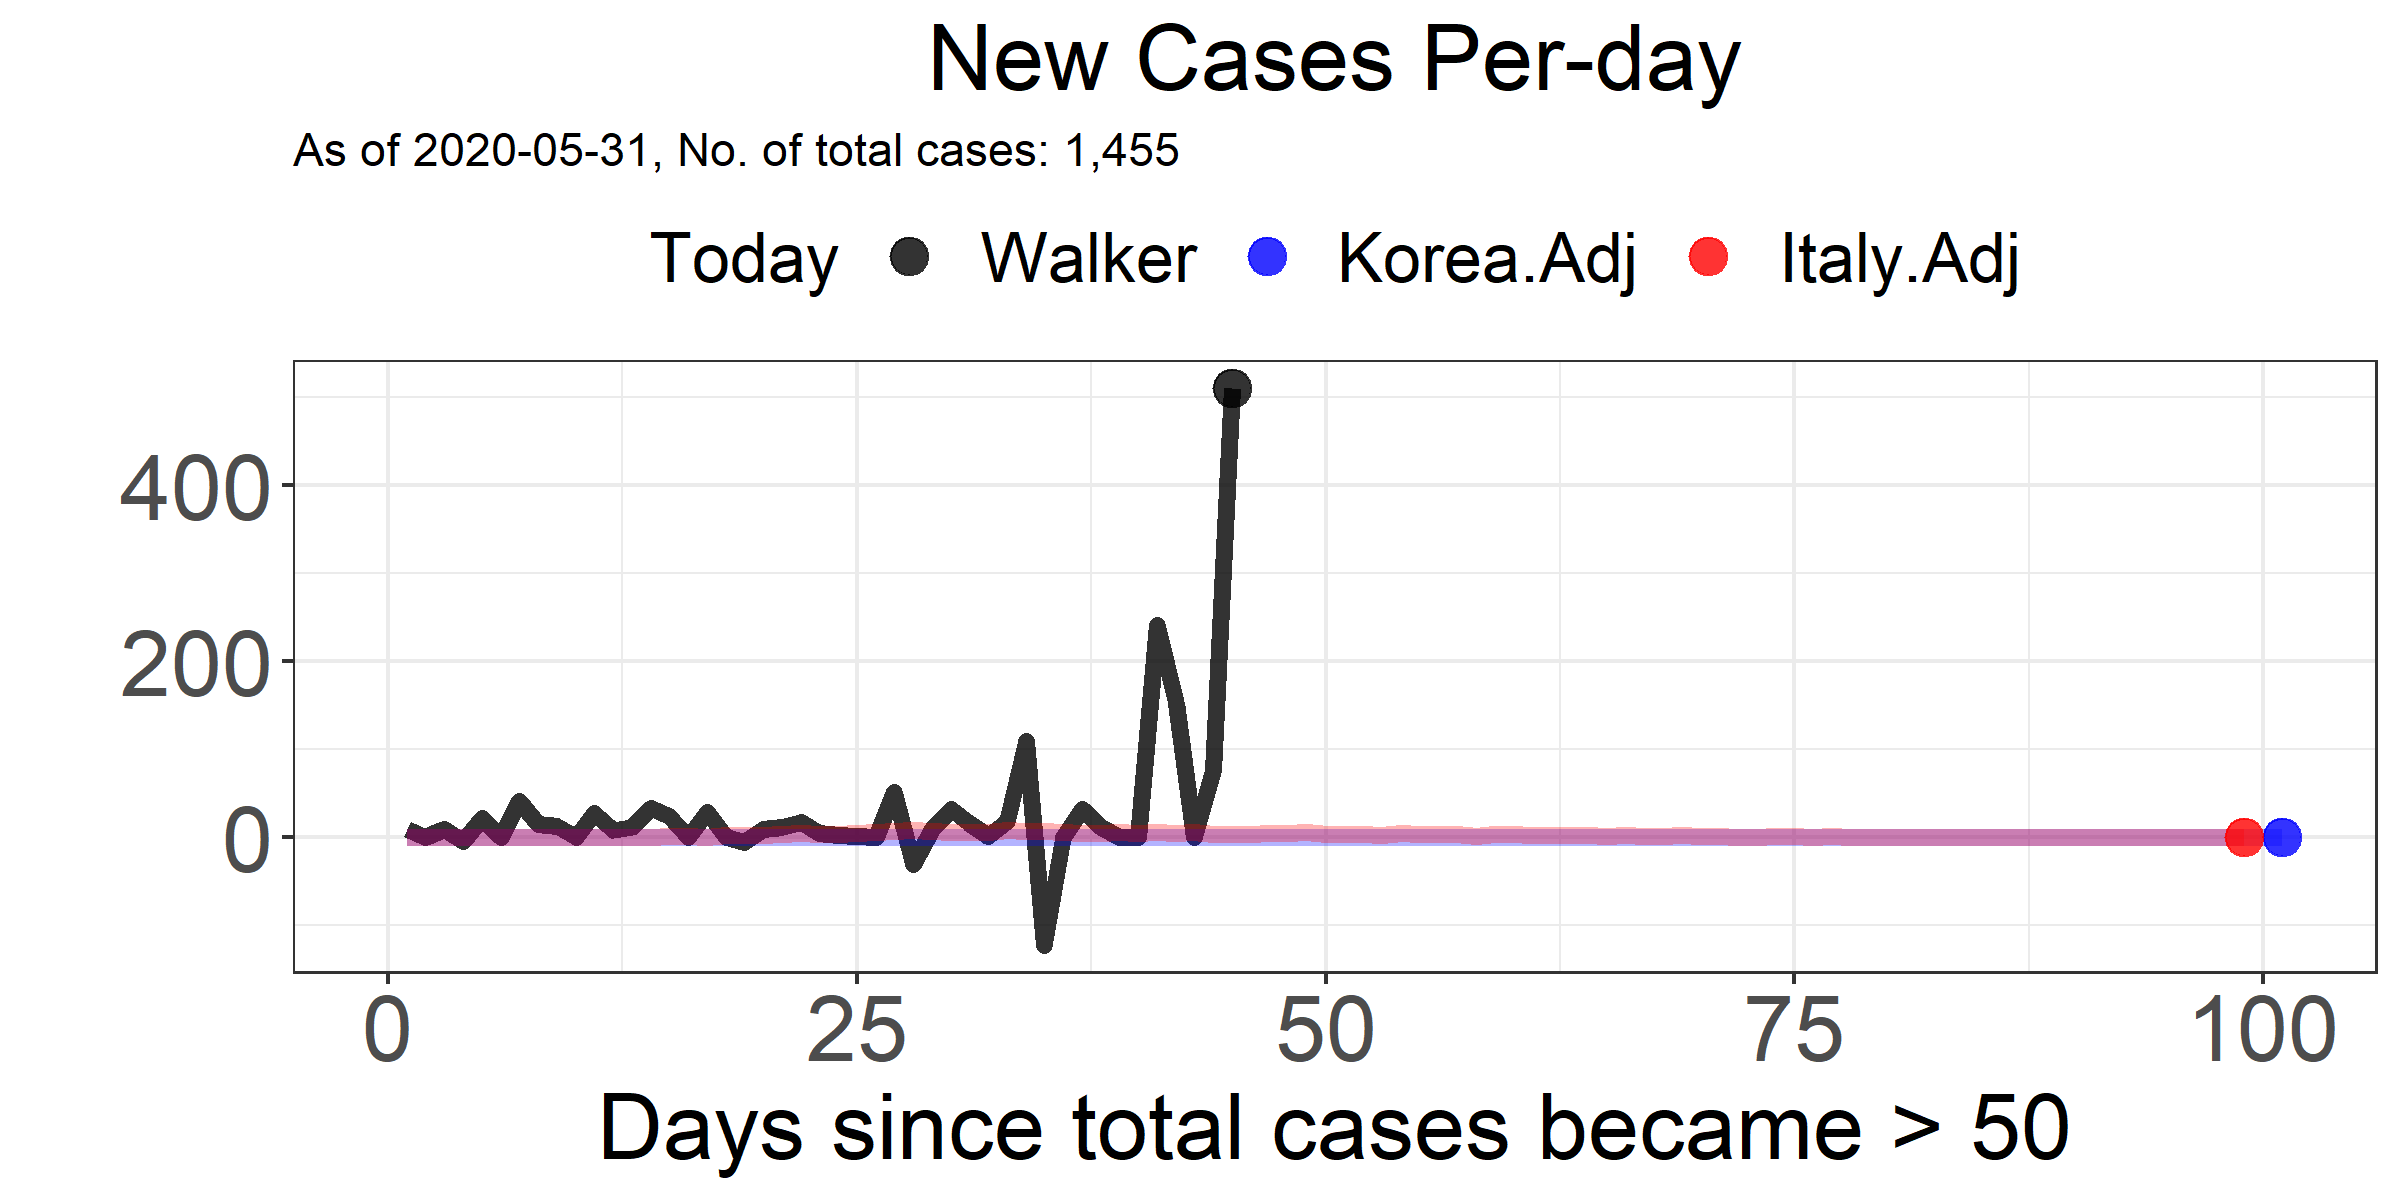 New Cases Per-day
As of 2020-05-31, No. of total cases: 1,455
Today Walker Korea.Adj Italy.Adj
400
200
0
0 25 50 75 100
Days since total cases became > 50